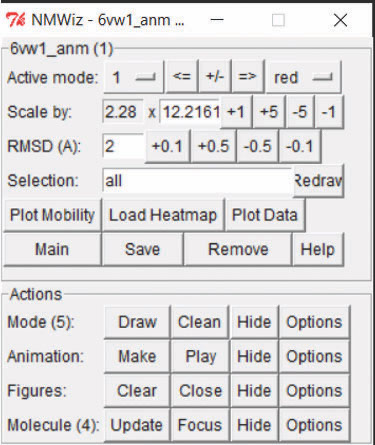 NMWiz - 6vw1_anm ...
6vw1_anm (1)
Active mode: 1 <= +/- => red
Scale by: 2.28 x 12.2161 +1 +5 -5 -1
RMSD (A): 2 +0.1 +0.5 -0.5 -0.1
Selection: all Redraw
Plot Mobility Load Heatmap Plot Data
Main Save Remove Help
Actions
Mode (5): Draw Clean Hide Options
Animation: Make Play Hide Options
Figures: Clear Close Hide Options
Molecule (4): Update Focus Hide Options